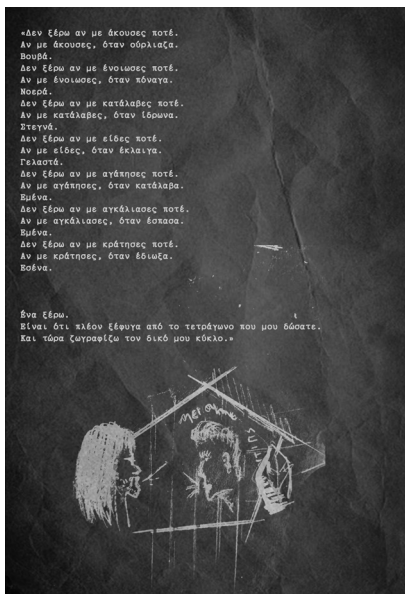 «Δεν ξέρω αν με άκουσες ποτέ.
Αν με άκουσες, όταν ούρλιαζα.
Βουβά.
Δεν ξέρω αν με ένοιωσες ποτέ.
Αν με ένοιωσες, όταν πόναγα.
Νοερά.
Δεν ξέρω αν με κατάλαβες ποτέ.
Αν με κατάλαβες, όταν ίδρωνα.
Στεγνά.
Δεν ξέρω αν με είδες ποτέ.
Αν με είδες, όταν έκλαιγα.
Γελαστά.
Δεν ξέρω αν με αγάπησες ποτέ.
Αν με αγάπησες, όταν κατάλαβα.
Εμένα.
Δεν ξέρω αν με αγκάλιασες ποτέ.
Αν με αγκάλιασες, όταν έσπασα.
Εμένα.
Δεν ξέρω αν με κράτησες ποτέ.
Αν με κράτησες, όταν έδιωξα.
Εσένα.
Ένα ξέρω.
Είναι ότι πλέον ξέφυγα από το τετράγωνο που μου δώσατε.
Και τώρα ζωγραφίζω τον δικό μου κύκλο.»